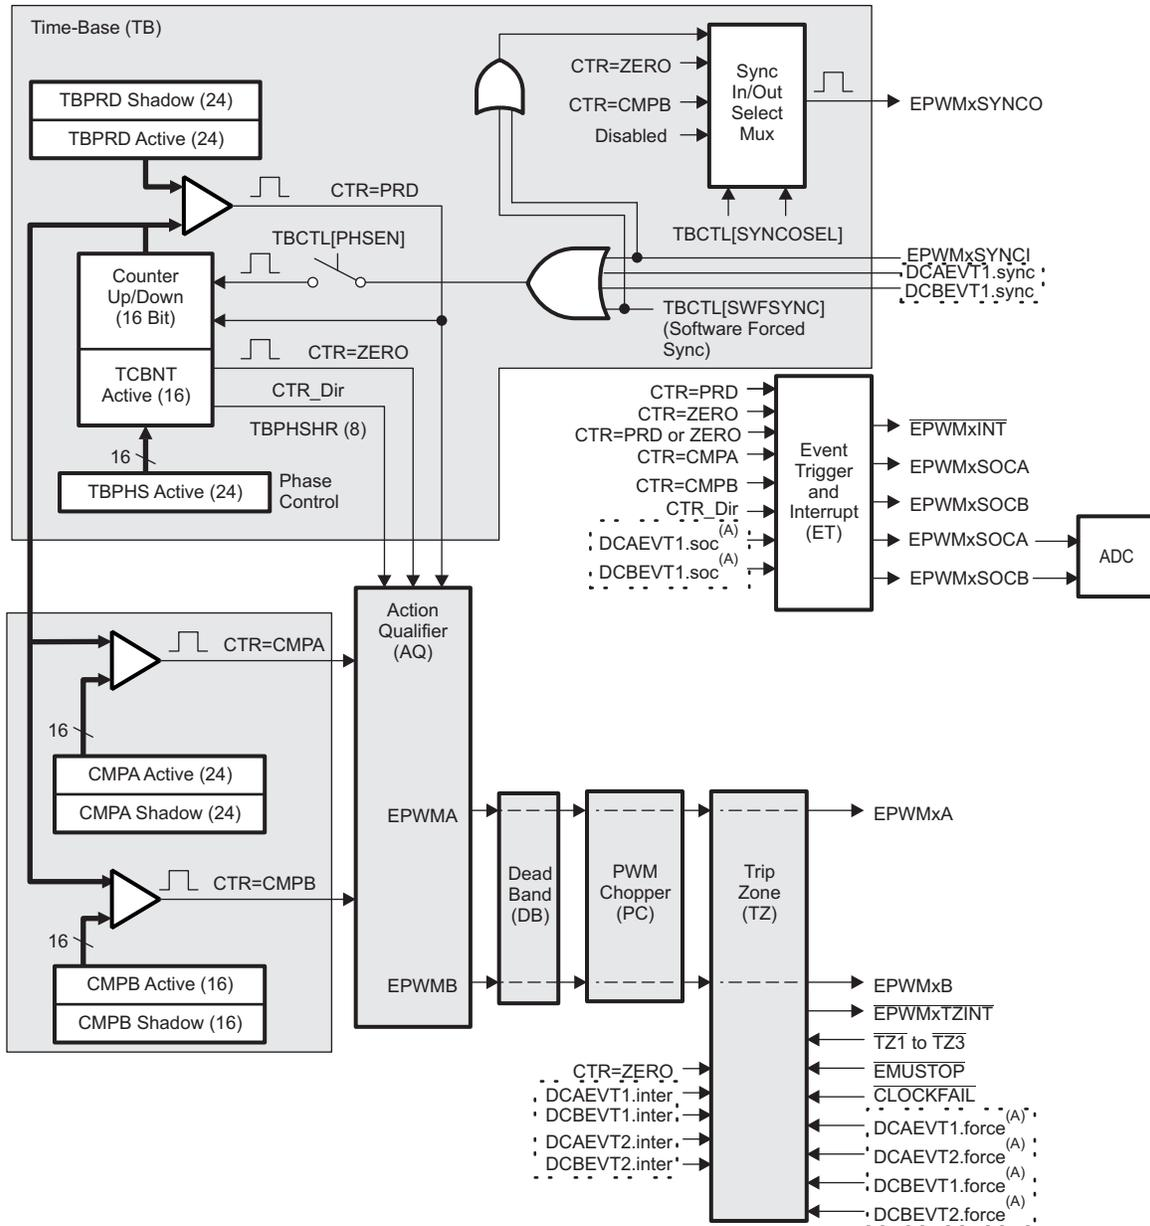 Time-Base (TB)
TBPRD Shadow (24)
TBPRD Active (24)
CTR=PRD
TBCTL[PHSEN]
Counter
Up/Down
(16 Bit)
TCBNT
Active (16)
CTR=ZERO
CTR_Dir
TBPHSHR (8)
16
TBPHS Active (24)
Phase
Control
CTR=ZERO
CTR=CMPB
Disabled
Sync
In/Out
Select
Mux
EPWMxSYNCO
TBCTL[SYNCOSEL]
EPWMxSYNCI
DCAEVT1.sync
DCBEVT1.sync
TBCTL[SWFSYNC]
(Software Forced
Sync)
CTR=PRD
CTR=ZERO
CTR=PRD or ZERO
CTR=CMPA
CTR=CMPB
CTR_Dir
DCAEVT1.soc(A)
DCBEVT1.soc(A)
Event
Trigger
and
Interrupt
(ET)
EPWMxINT
EPWMxSOCA
EPWMxSOCB
EPWMxSOCA
EPWMxSOCB
ADC
Action
Qualifier
(AQ)
CTR=CMPA
16
CMPA Active (24)
CMPA Shadow (24)
CTR=CMPB
16
CMPB Active (16)
CMPB Shadow (16)
EPWMA
EPWMB
Dead
Band
(DB)
PWM
Chopper
(PC)
Trip
Zone
(TZ)
EPWMxA
EPWMxB
EPWMxTZINT
TZ1 to TZ3
EMUSTOP
CLOCKFAIL
DCAEVT1.force(A)
DCAEVT2.force(A)
DCBEVT1.force(A)
DCBEVT2.force(A)
CTR=ZERO
DCAEVT1.inter
DCBEVT1.inter
DCAEVT2.inter
DCBEVT2.inter